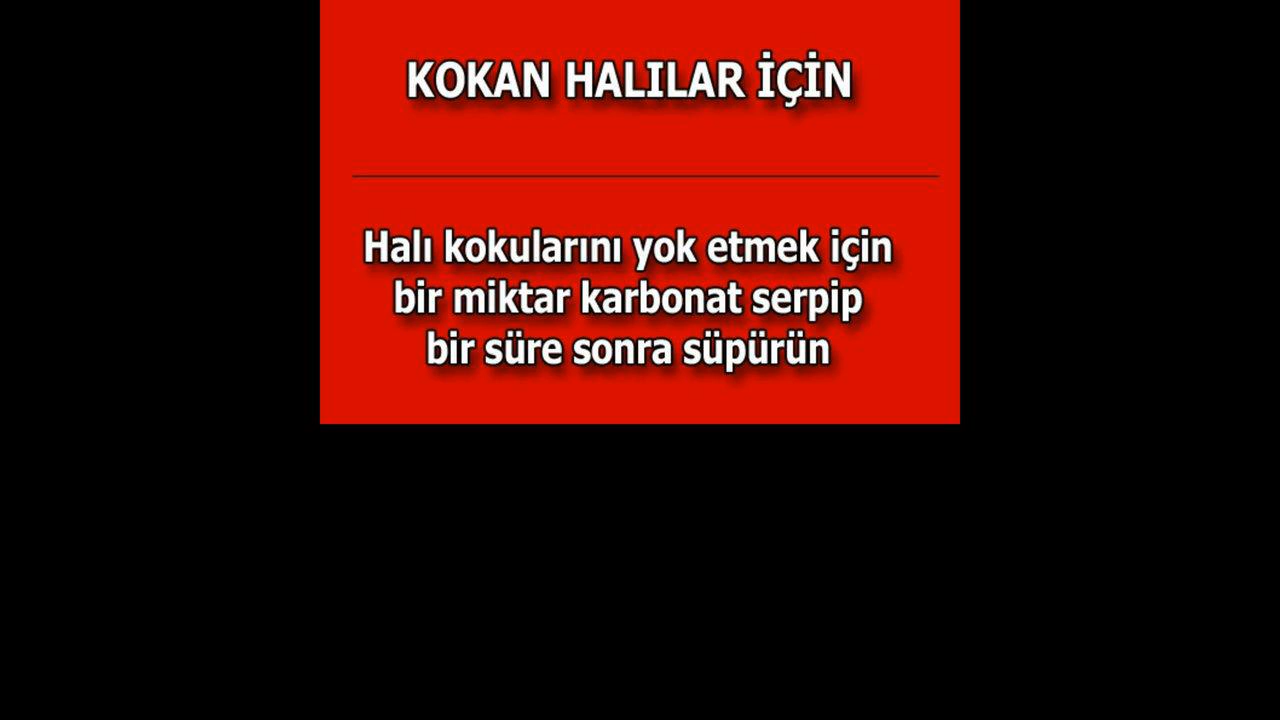 KOKAN HALILAR İÇİN
Halı kokularını yok etmek için
bir miktar karbonat serpip
bir süre sonra süpürün